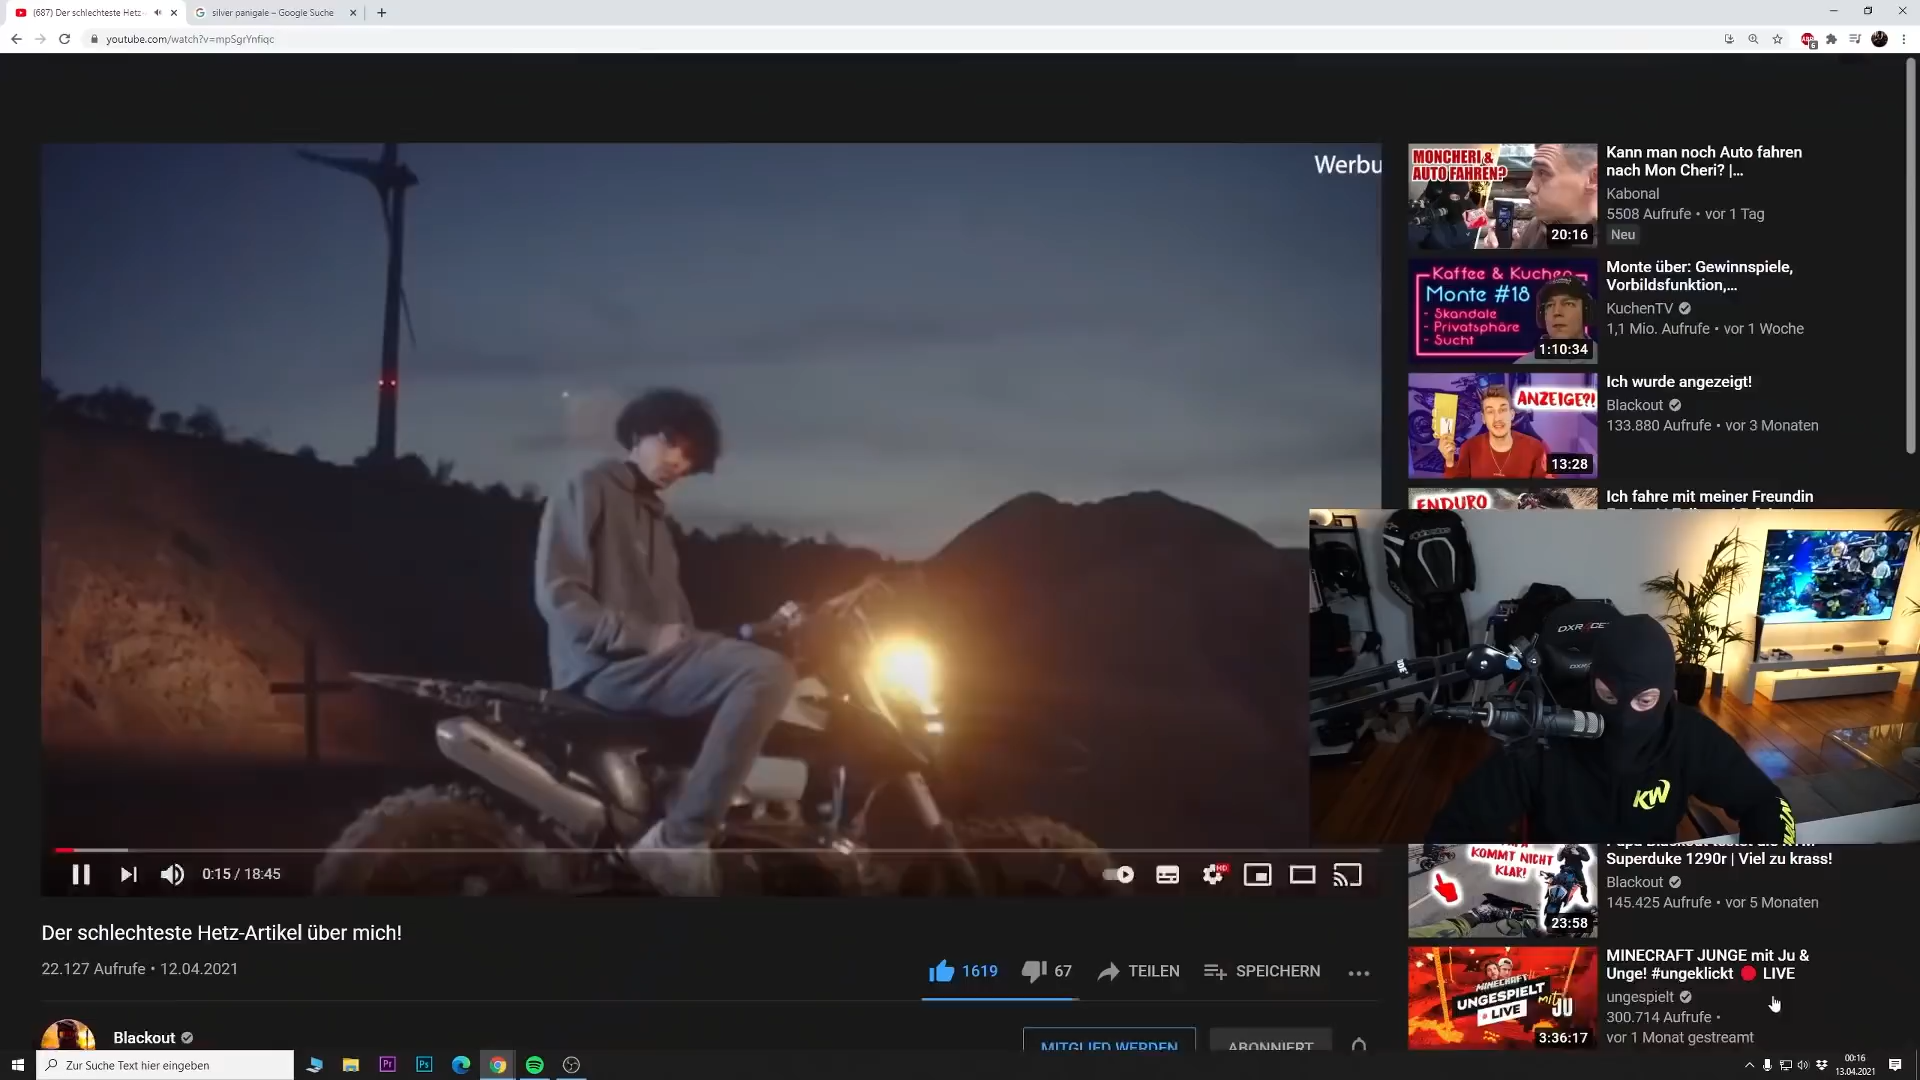 (687) Der schlechteste Hetz-
silver panigale – Google Suche
youtube.com/watch?v=mpSgrYnfiqc
Werbu
0:15 / 18:45
Der schlechteste Hetz-Artikel über mich!
22.127 Aufrufe • 12.04.2021
1619
67
TEILEN
SPEICHERN
Blackout
MITGLIED WERDEN
ABONNIERT
MONCHERI &
AUTO FAHREN?
20:16
Kann man noch Auto fahren
nach Mon Cheri? |...
Kabonal
5508 Aufrufe • vor 1 Tag
Neu
Kaffee & Kuchen
Monte #18
- Skandale
- Privatsphäre
- Sucht
1:10:34
Monte über: Gewinnspiele,
Vorbildsfunktion,...
KuchenTV
1,1 Mio. Aufrufe • vor 1 Woche
ANZEIGE?!
13:28
Ich wurde angezeigt!
Blackout
133.880 Aufrufe • vor 3 Monaten
ENDURO
Ich fahre mit meiner Freundin
DXRACE
KW
KOMMT NICHT
KLAR!
23:58
Superduke 1290r | Viel zu krass!
Blackout
145.425 Aufrufe • vor 5 Monaten
MINECRAFT
UNGESPIELT
LIVE
mit JU
3:36:17
MINECRAFT JUNGE mit Ju &
Unge! #ungeklickt 🔴 LIVE
ungespielt
300.714 Aufrufe •
vor 1 Monat gestreamt
Zur Suche Text hier eingeben
Pr
Ps
00:16
13.04.2021